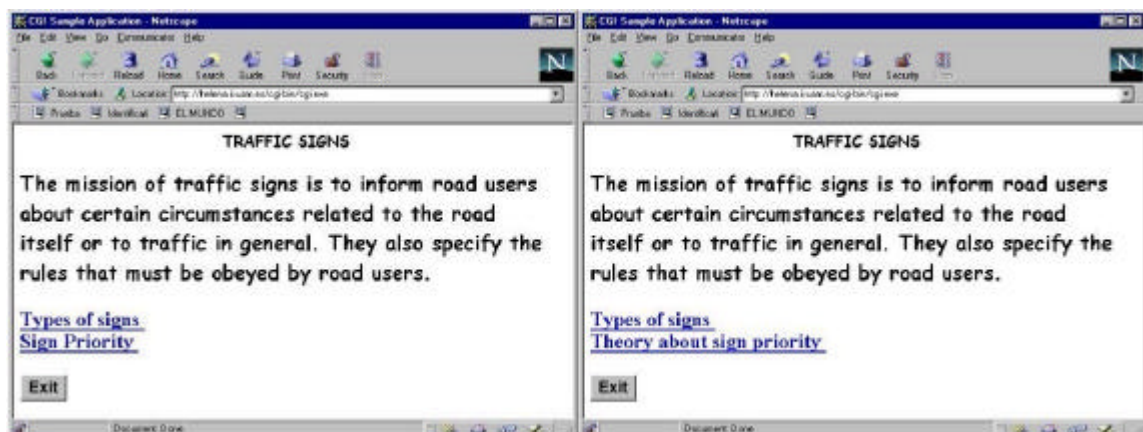 CGI Sample Application - Netscape
File Edit View Go Communicator Help
Back Reload Home Search Guide Print Security
Bookmarks Location:
Prueba EL MUNDO
TRAFFIC SIGNS
The mission of traffic signs is to inform road users
about certain circumstances related to the road
itself or to traffic in general. They also specify the
rules that must be obeyed by road users.
Types of signs
Sign Priority
Exit
Document: Done
CGI Sample Application - Netscape
File Edit View Go Communicator Help
Back Reload Home Search Guide Print Security
Bookmarks Location:
Prueba EL MUNDO
TRAFFIC SIGNS
The mission of traffic signs is to inform road users
about certain circumstances related to the road
itself or to traffic in general. They also specify the
rules that must be obeyed by road users.
Types of signs
Theory about sign priority
Exit
Document: Done